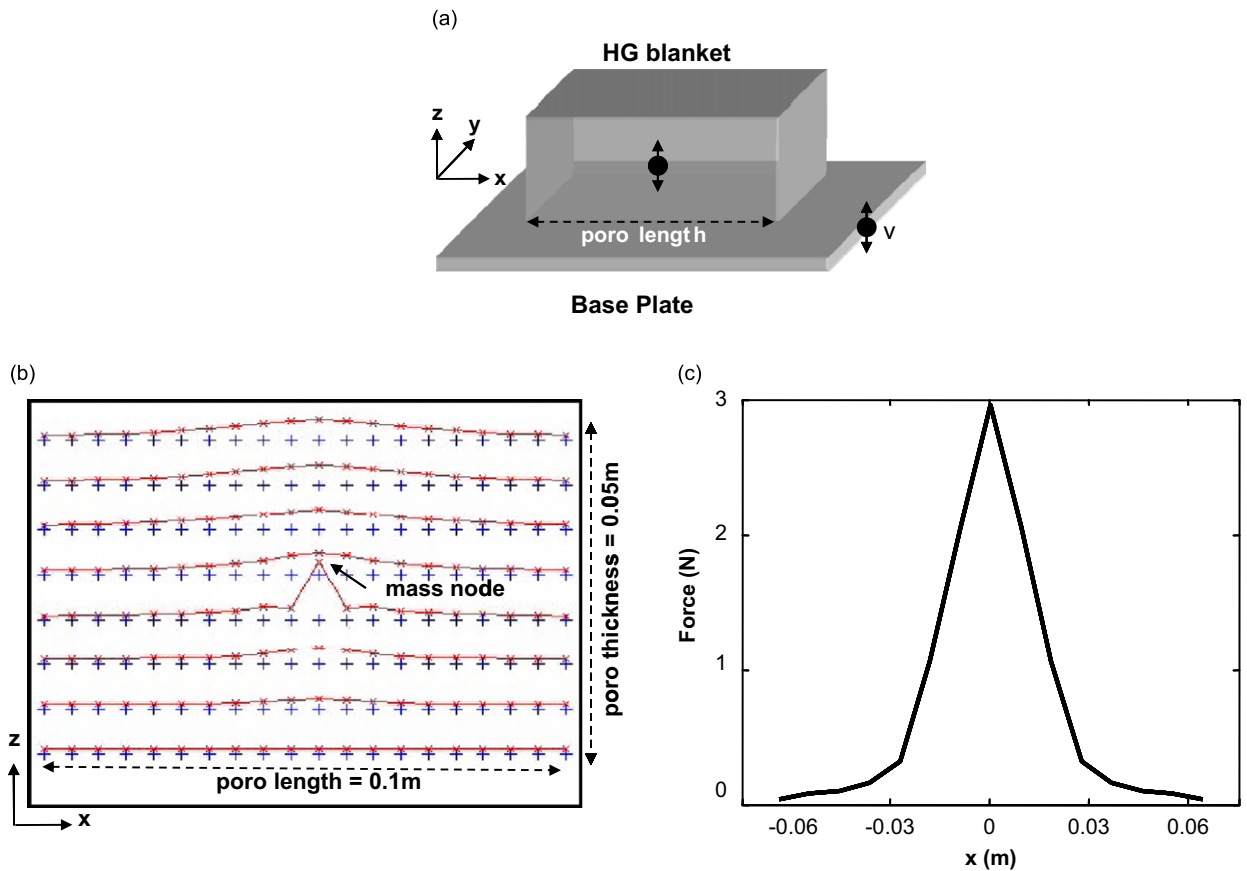 (a)
HG blanket
z
y
x
poro length
v
Base Plate
(b)
mass node
poro thickness = 0.05m
poro length = 0.1m
z
x
(c)
3
2
1
0
Force (N)
-0.06
-0.03
0
0.03
0.06
x (m)